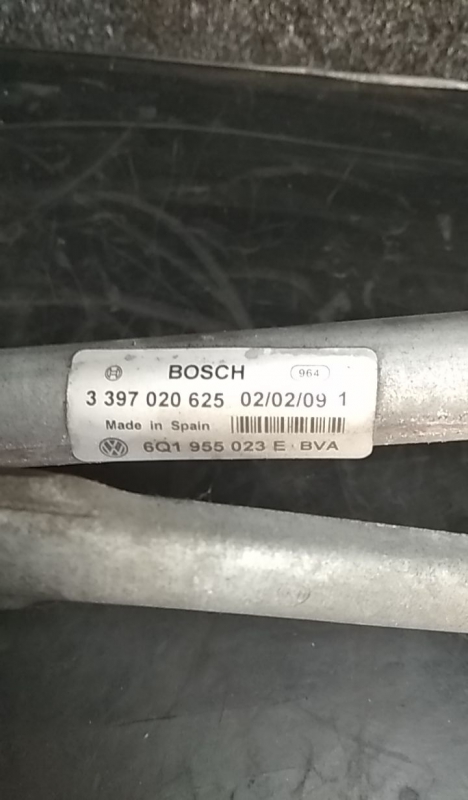 BOSCH 964
3 397 020 625 02/02/09 1
Made in Spain
6Q1 955 023 E BVA